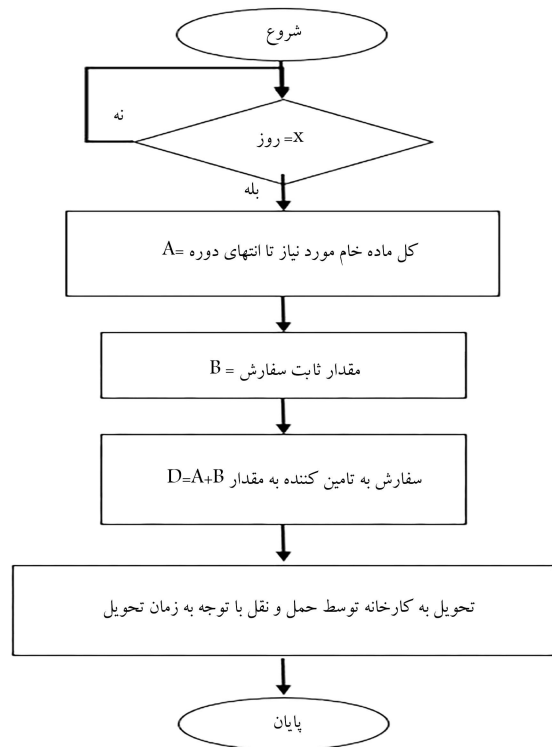 شروع
نه
روز =x
بله
کل ماده خام مورد نیاز تا انتهای دوره =A
مقدار ثابت سفارش = B
سفارش به تامین کننده به مقدار D=A+B
تحویل به کارخانه توسط حمل و نقل با توجه به زمان تحویل
پایان